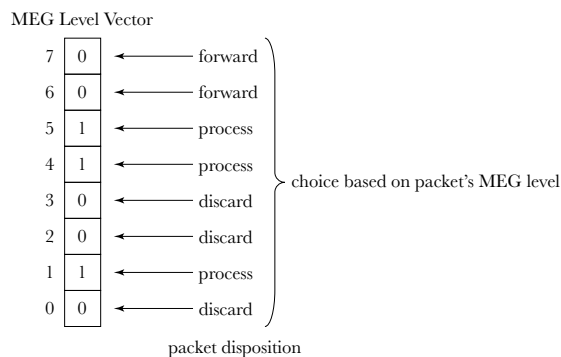 MEG Level Vector
7 0 forward
6 0 forward
5 1 process
4 1 process
3 0 discard
2 0 discard
1 1 process
0 0 discard
choice based on packet's MEG level
packet disposition